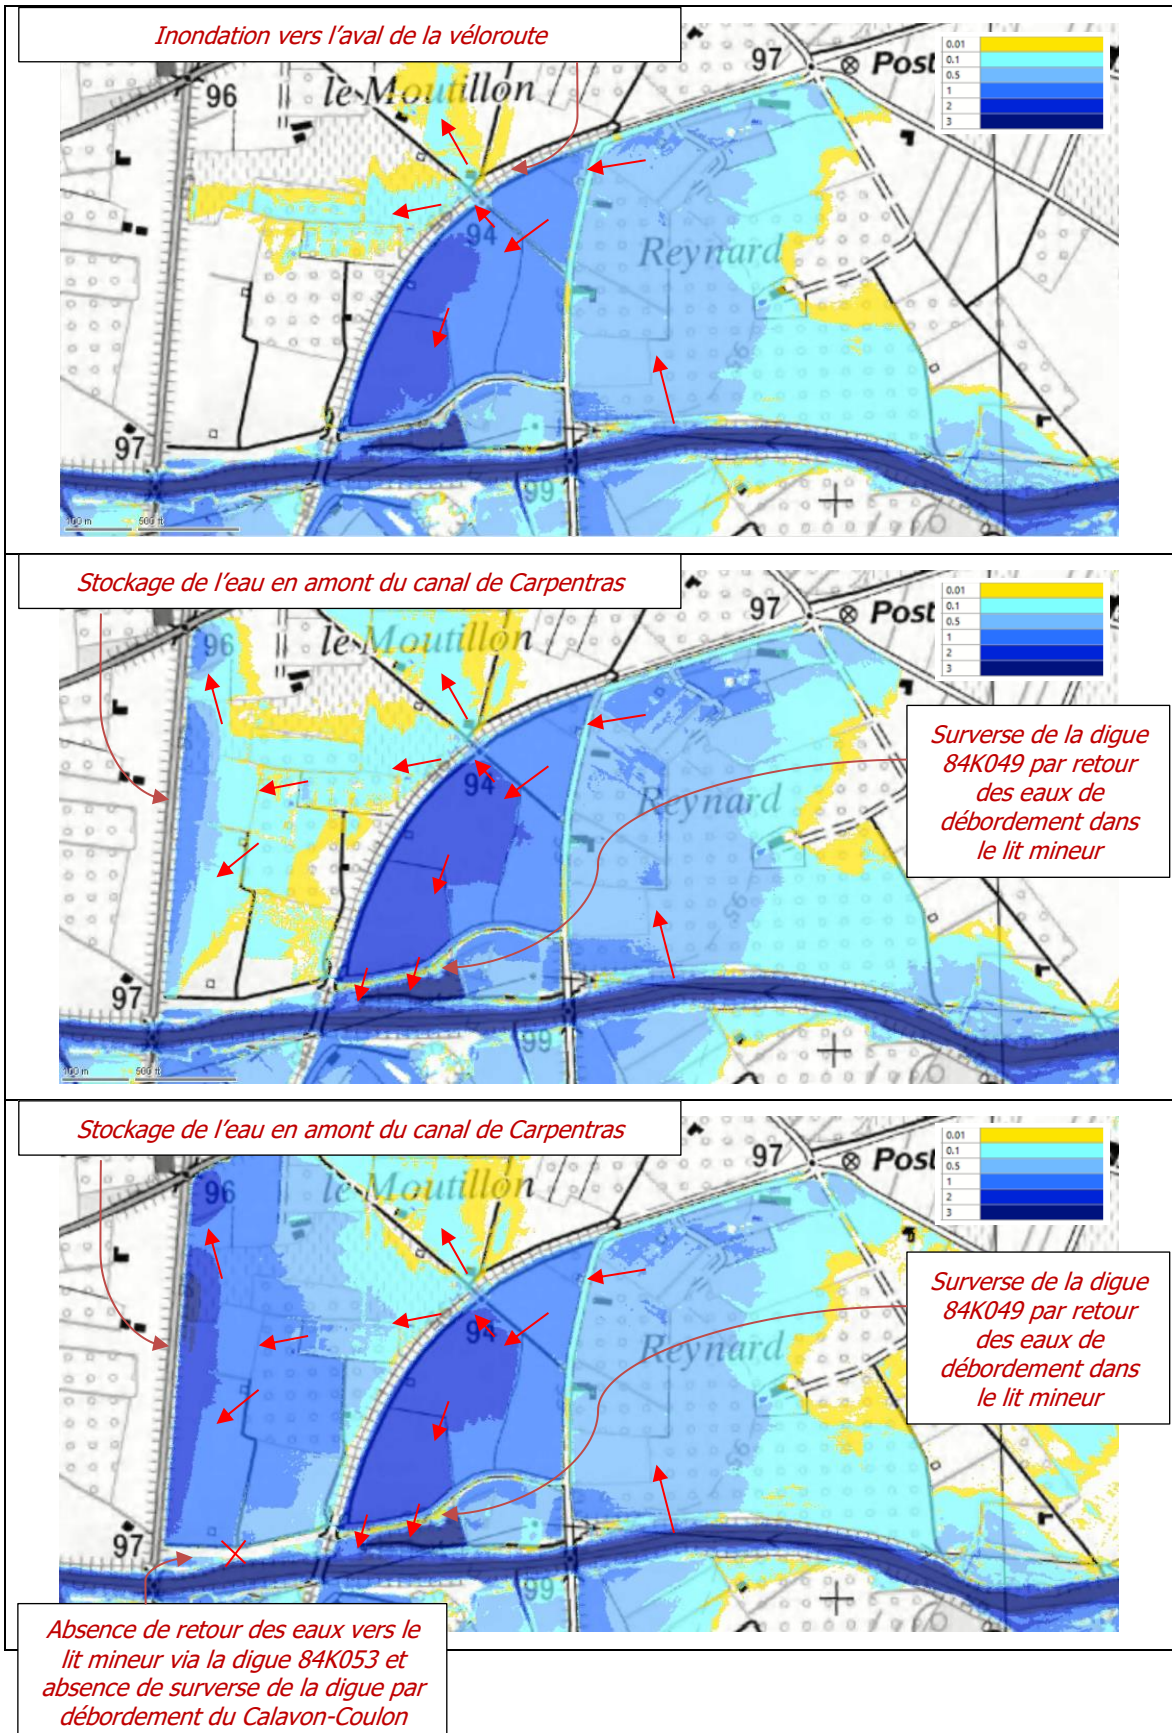 Inondation vers l'aval de la véloroute
97
Post
96
le Moutillon
0.01
0.1
0.5
1
2
3
94
Reynard
95
97
99
100 m
500 ft
Stockage de l'eau en amont du canal de Carpentras
97
Post
96
le Moutillon
0.01
0.1
0.5
1
2
3
Surverse de la digue
84K049 par retour
des eaux de
débordement dans
le lit mineur
94
Reynard
95
97
99
100 m
500 ft
Stockage de l'eau en amont du canal de Carpentras
97
Post
96
le Moutillon
0.01
0.1
0.5
1
2
3
Surverse de la digue
84K049 par retour
des eaux de
débordement dans
le lit mineur
94
Reynard
95
97
99
Absence de retour des eaux vers le
lit mineur via la digue 84K053 et
absence de surverse de la digue par
débordement du Calavon-Coulon